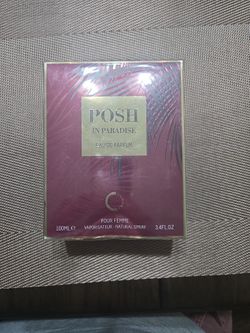 POSH
IN PARADISE
EAU DE PARFUM
POUR FEMME
100ML ℮ VAPORISATEUR - NATURAL SPRAY 3.4FL.OZ